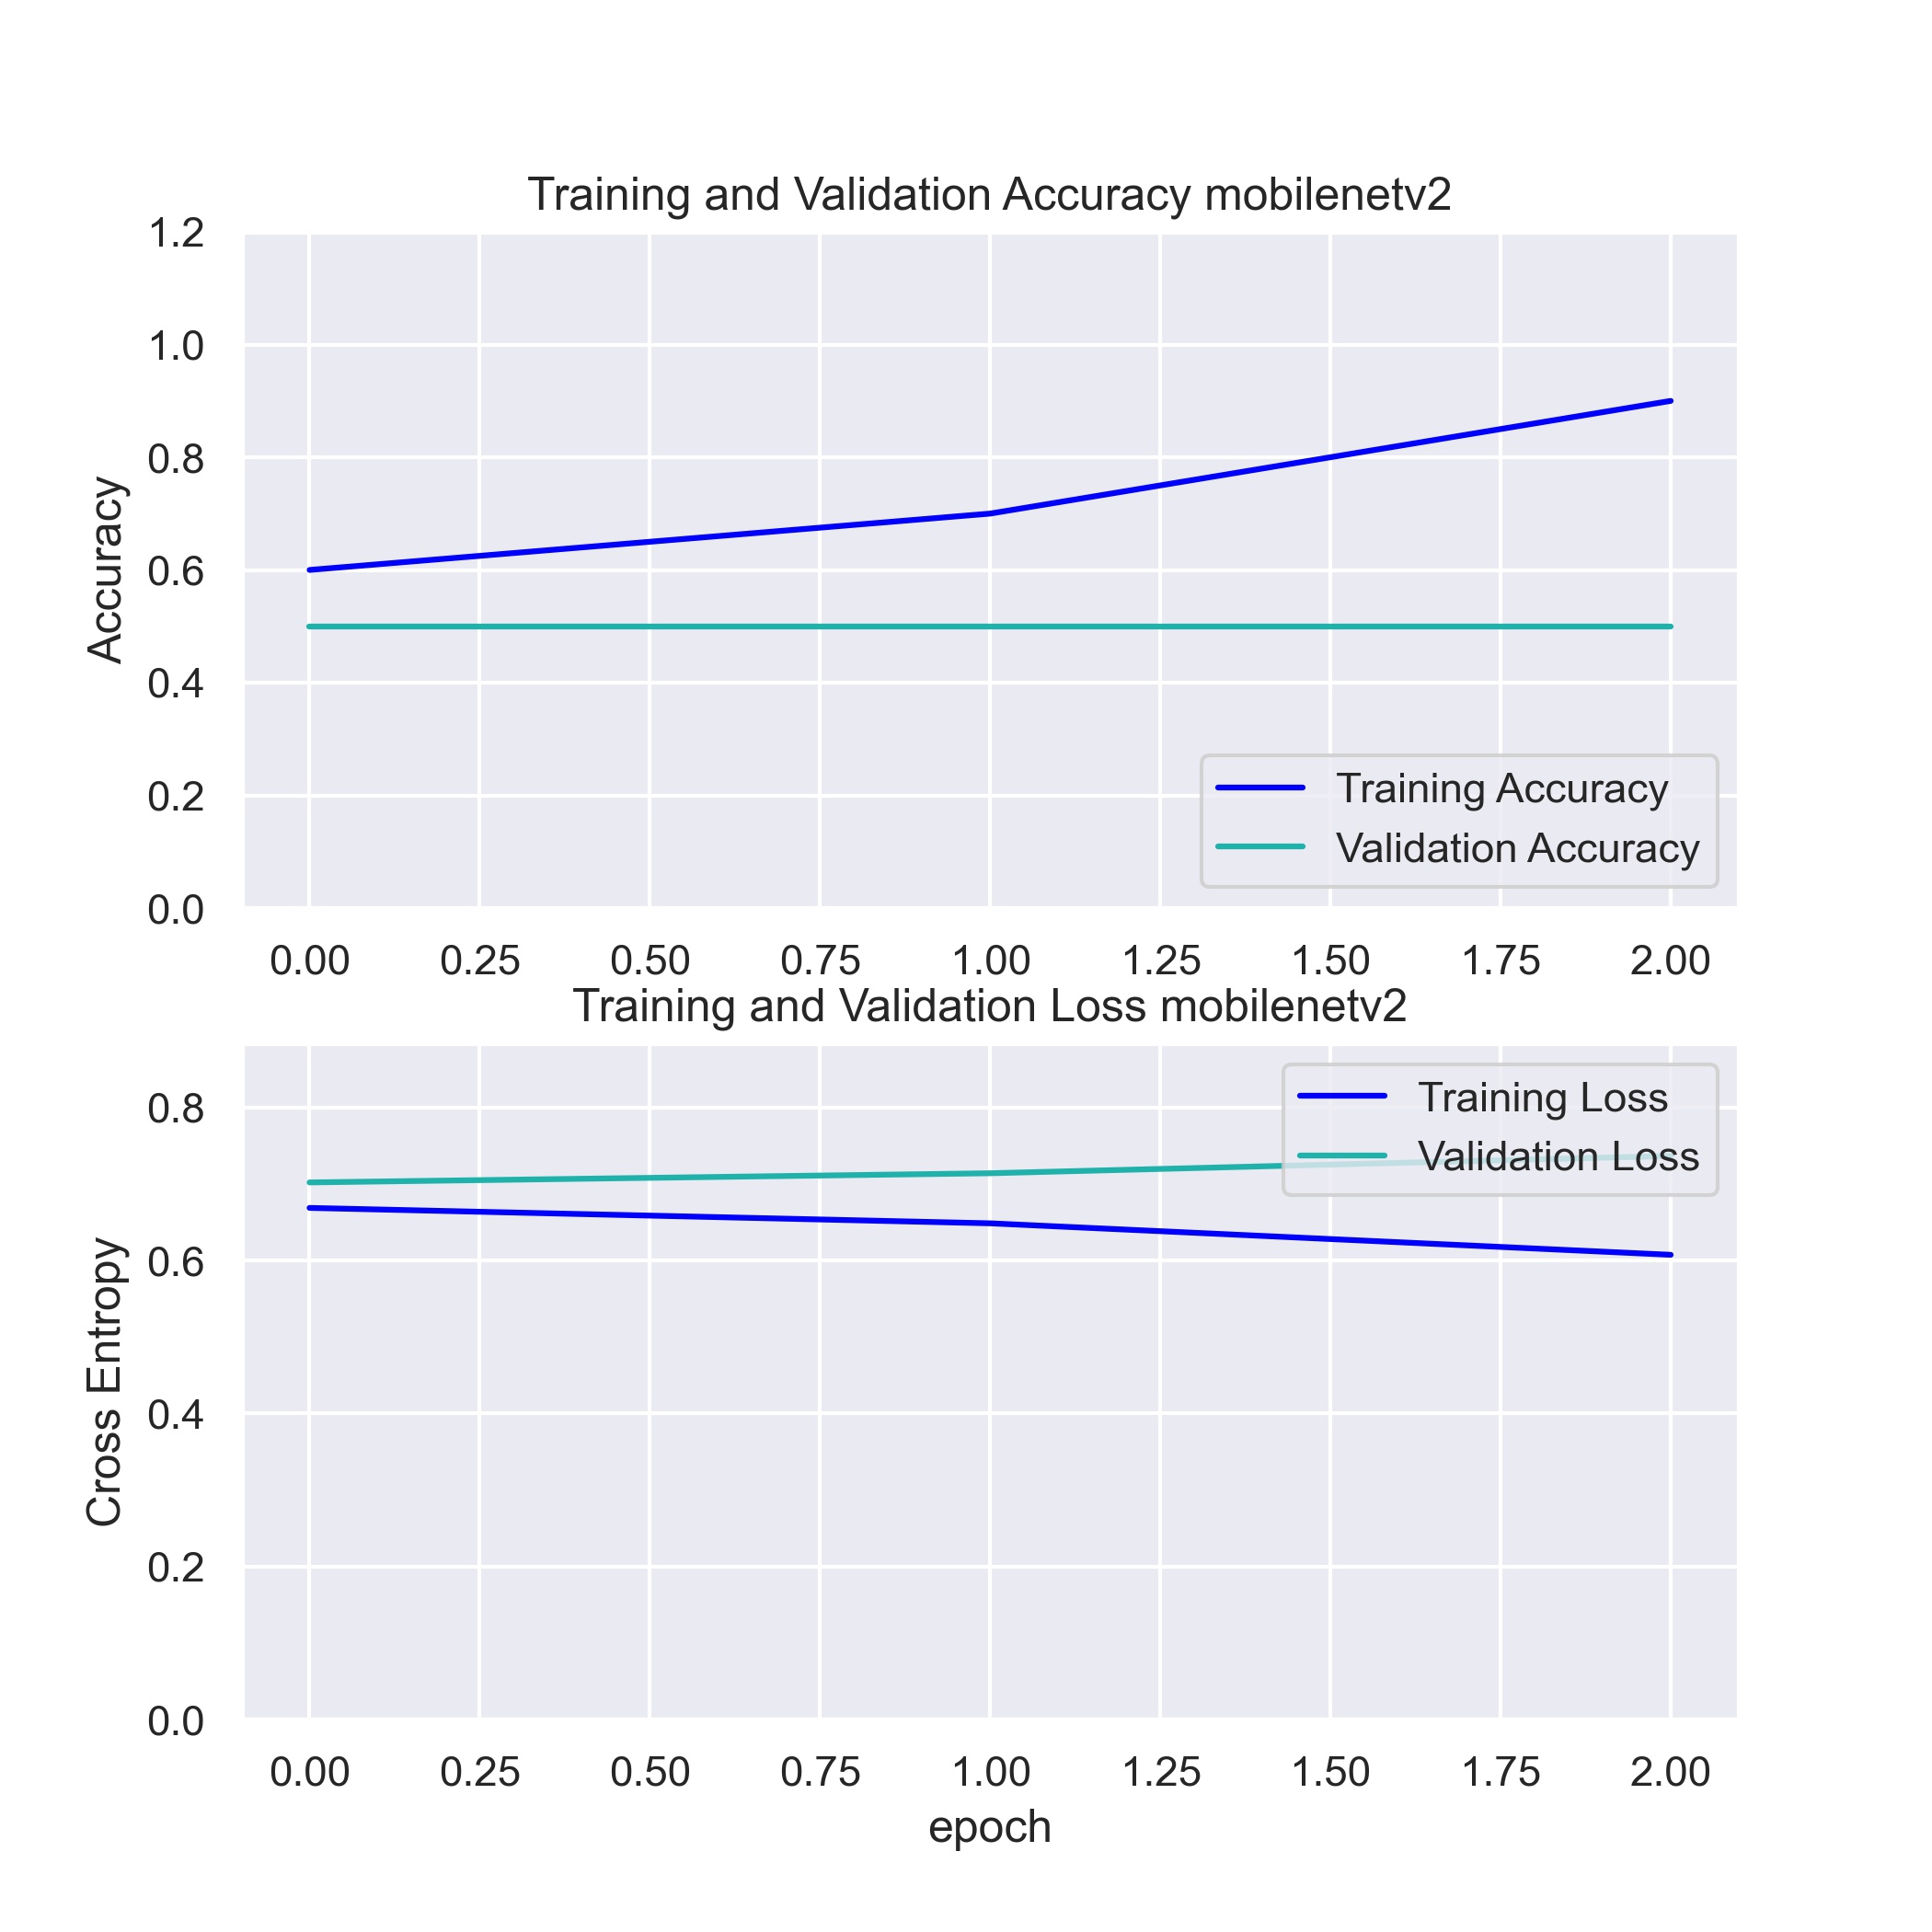 Training and Validation Accuracy mobilenetv2
1.2
1.0
0.8
0.6
0.4
0.2
0.0
Accuracy
Training Accuracy
Validation Accuracy
0.00 0.25 0.50 0.75 1.00 1.25 1.50 1.75 2.00
Training and Validation Loss mobilenetv2
0.8
0.6
0.4
0.2
0.0
Cross Entropy
Training Loss
Validation Loss
0.00 0.25 0.50 0.75 1.00 1.25 1.50 1.75 2.00
epoch